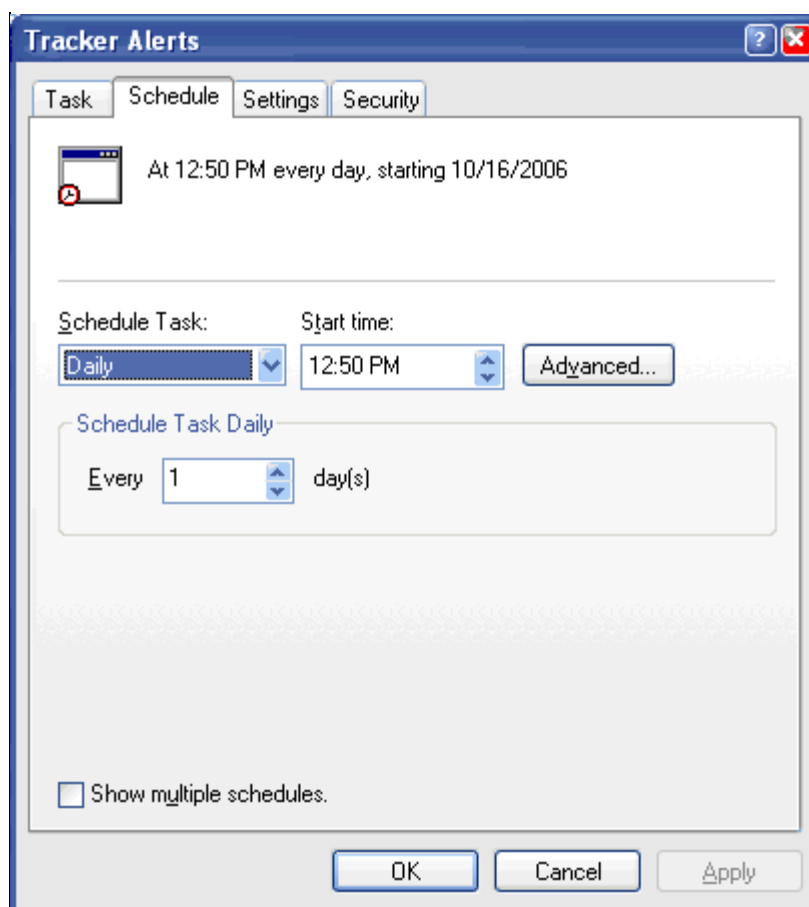 Tracker Alerts
Task Schedule Settings Security
At 12:50 PM every day, starting 10/16/2006
Schedule Task: Start time:
Daily 12:50 PM Advanced...
Schedule Task Daily
Every 1 day(s)
Show multiple schedules.
OK Cancel Apply